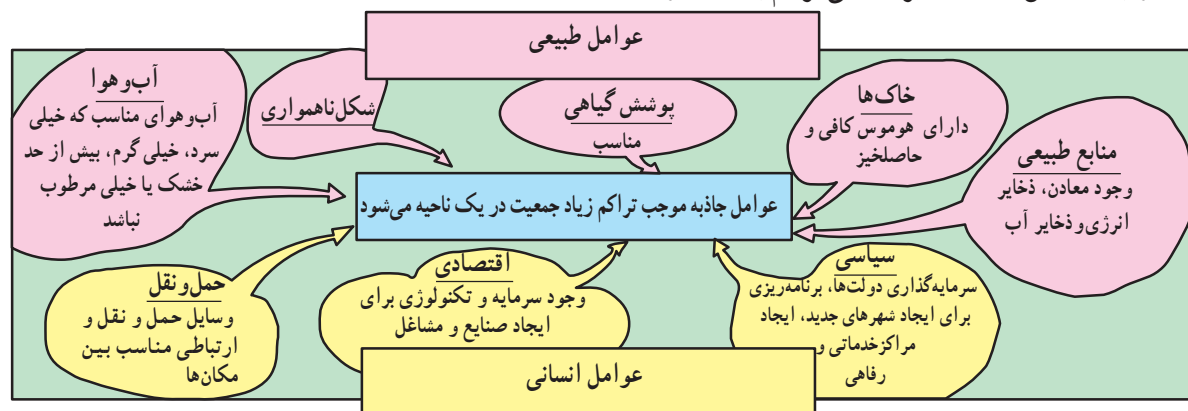 عوامل طبیعی
آب‌وهوا
آب‌وهوای مناسب که خیلی
سرد، خیلی گرم، بیش از حد
خشک یا خیلی مرطوب
نباشد
شکل‌ناهمواری
پوشش گیاهی
مناسب
خاک‌ها
دارای هوموس کافی و
حاصلخیز
منابع طبیعی
وجود معادن، ذخایر
انرژی‌وذخایر آب
عوامل جاذبه موجب تراکم زیاد جمعیت در یک ناحیه می‌شود
حمل‌ونقل
وسایل حمل و نقل و
ارتباطی مناسب بین
مکان‌ها
اقتصادی
وجود سرمایه و تکنولوژی برای
ایجاد صنایع و مشاغل
سیاسی
سرمایه‌گذاری دولت‌ها، برنامه‌ریزی
برای ایجاد شهرهای جدید، ایجاد
مراکزخدماتی و
رفاهی
عوامل انسانی